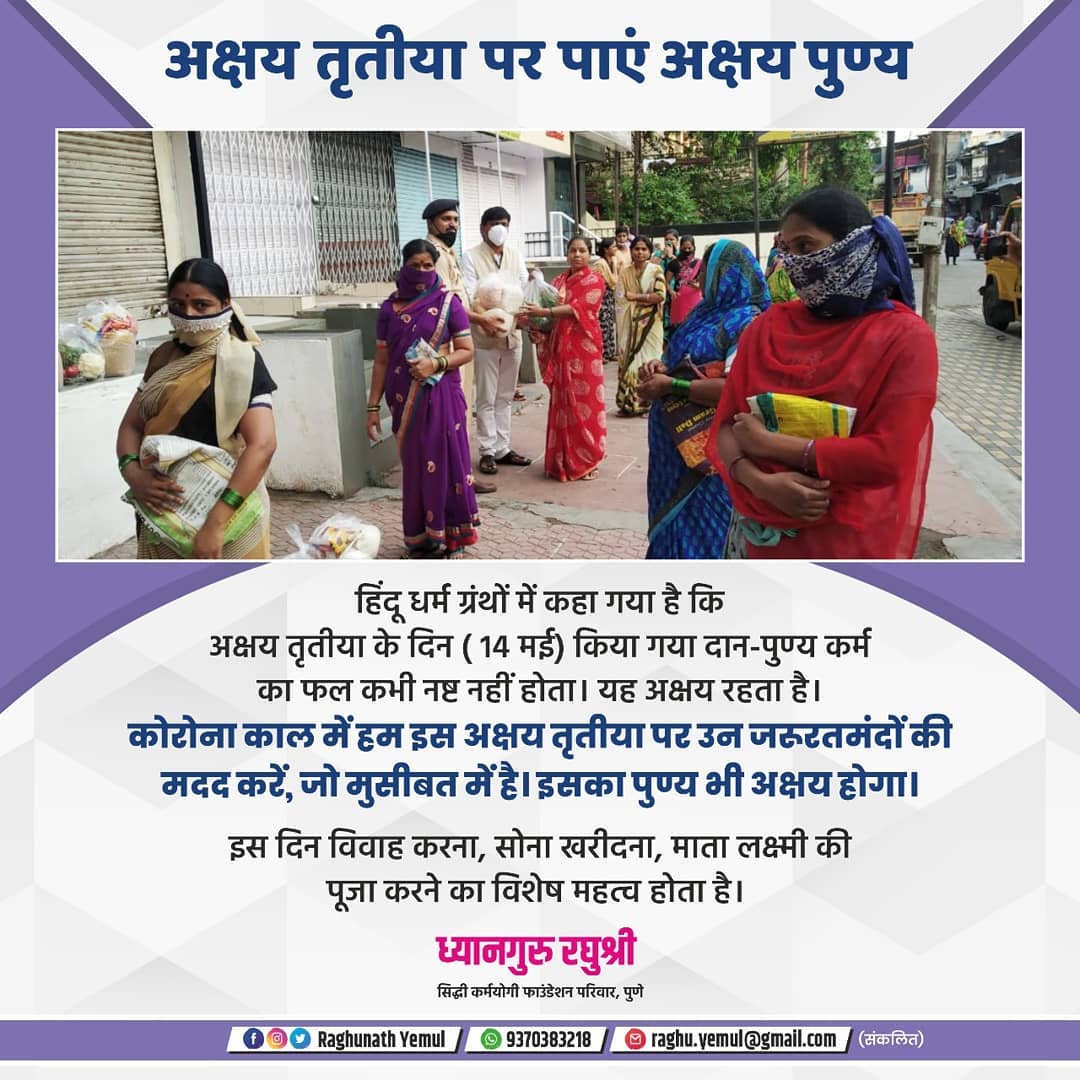 अक्षय तृतीया पर पाएं अक्षय पुण्य
हिंदू धर्म ग्रंथों में कहा गया है कि
अक्षय तृतीया के दिन ( 14 मई) किया गया दान-पुण्य कर्म
का फल कभी नष्ट नहीं होता। यह अक्षय रहता है।
कोरोना काल में हम इस अक्षय तृतीया पर उन जरूरतमंदों की
मदद करें, जो मुसीबत में है। इसका पुण्य भी अक्षय होगा।
इस दिन विवाह करना, सोना खरीदना, माता लक्ष्मी की
पूजा करने का विशेष महत्व होता है।
ध्यानगुरु रघुश्री
सिद्धी कर्मयोगी फाउंडेशन परिवार, पुणे
Raghunath Yemul 9370383218 raghu.yemul@gmail.com (संकलित)